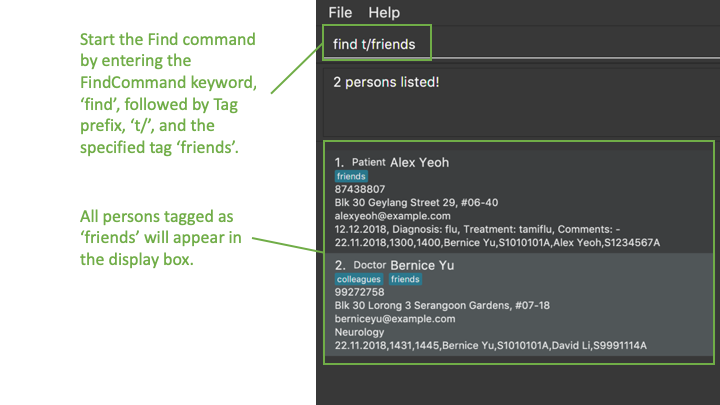 Start the Find command
by entering the
FindCommand keyword,
‘find’, followed by Tag
prefix, ‘t/’, and the
specified tag ‘friends’.
All persons tagged as
‘friends’ will appear in
the display box.
File Help
find t/friends
2 persons listed!
1. Patient Alex Yeoh
friends
87438807
Blk 30 Geylang Street 29, #06-40
alexyeoh@example.com
12.12.2018, Diagnosis: flu, Treatment: tamiflu, Comments: -
22.11.2018,1300,1400,Bernice Yu,S1010101A,Alex Yeoh,S1234567A
2. Doctor Bernice Yu
colleagues friends
99272758
Blk 30 Lorong 3 Serangoon Gardens, #07-18
berniceyu@example.com
Neurology
22.11.2018,1431,1445,Bernice Yu,S1010101A,David Li,S9991114A